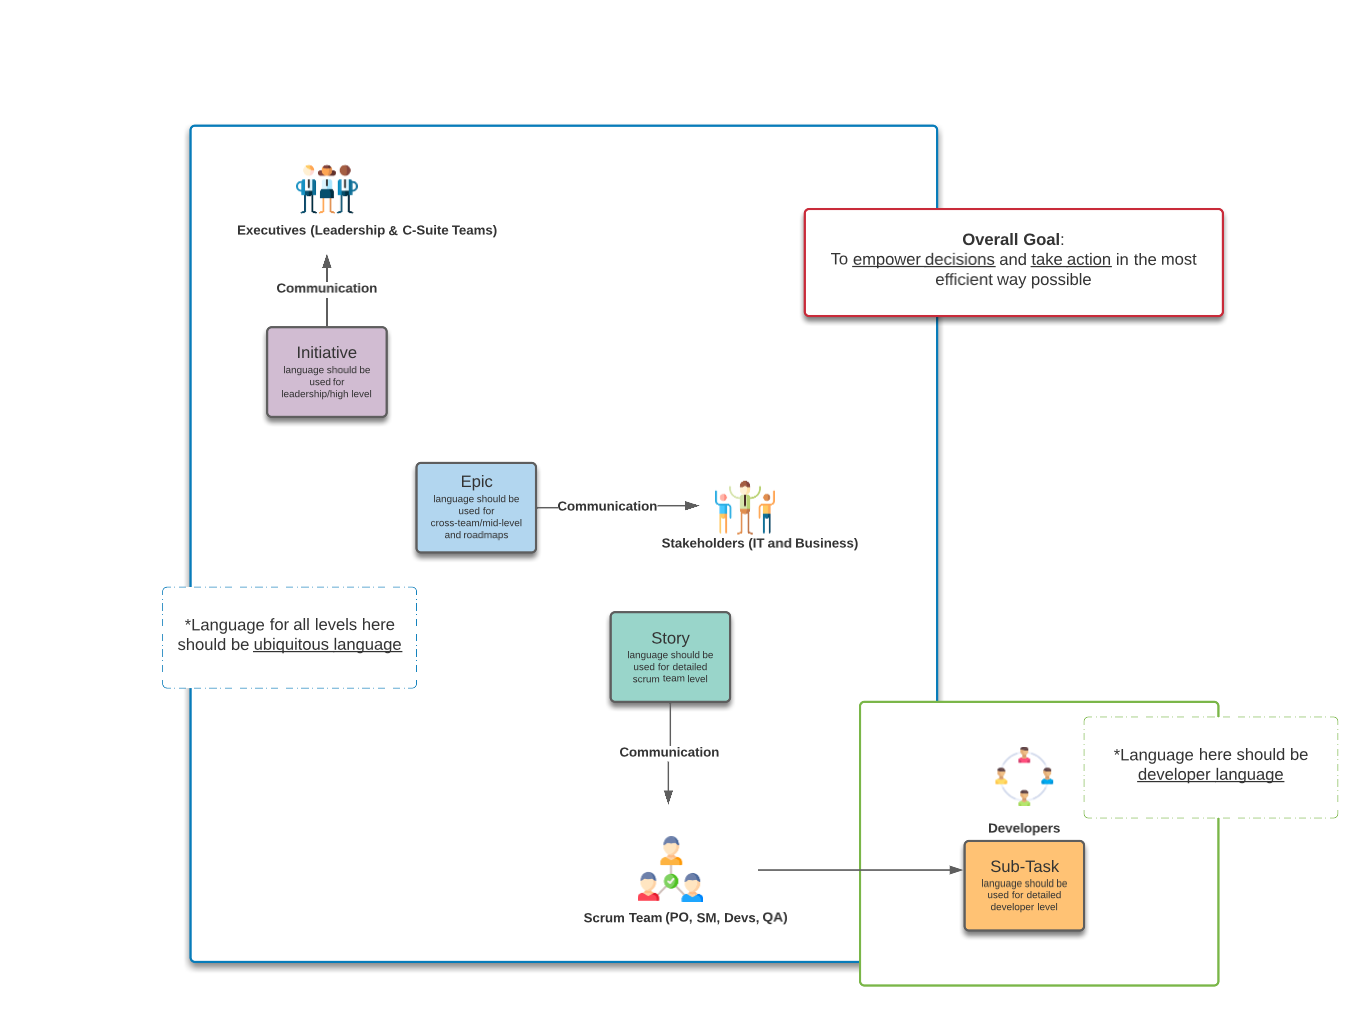 Executives (Leadership & C-Suite Teams)
Communication
Initiative
language should be
used for
leadership/high level
Overall Goal:
To empower decisions and take action in the most
efficient way possible
Epic
language should be
used for
cross-team/mid-level
and roadmaps
Communication
Stakeholders (IT and Business)
*Language for all levels here
should be ubiquitous language
Story
language should be
used for detailed
scrum team level
Communication
Scrum Team (PO, SM, Devs, QA)
*Language here should be
developer language
Developers
Sub-Task
language should be
used for detailed
developer level